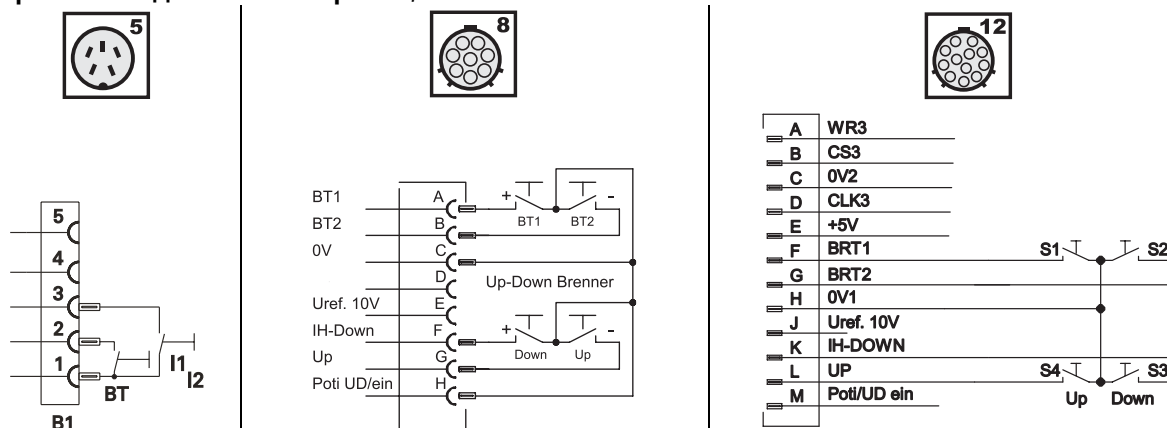 5
5
4
3
2
1
BT
I1
I2
B1
8
BT1
BT2
0V
Uref. 10V
IH-Down
Up
Poti UD/ein
A
B
C
D
E
F
G
H
+ BT1 BT2 -
Up-Down Brenner
+ Down Up -
12
A WR3
B CS3
C 0V2
D CLK3
E +5V
F BRT1 S1 S2
G BRT2
H 0V1
J Uref. 10V
K IH-DOWN
L UP S4 S3
M Poti/UD ein Up Down